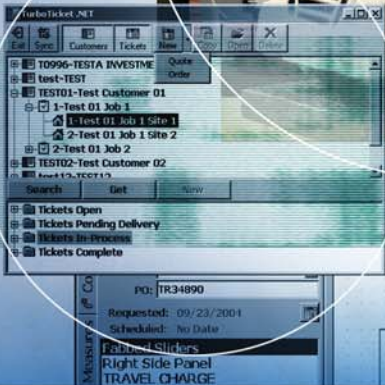 TurboTicket .NET
Exit Sync Customers Tickets New Copy Open Delete
Quote
Order
T0996-TESTA INVESTME
test-TEST
TEST01-Test Customer 01
1-Test 01 Job 1
1-Test 01 Job 1 Site 1
2-Test 01 Job 1 Site 2
2-Test 01 Job 2
TEST02-Test Customer 02
test12-TEST12
Search Get New
Tickets Open
Tickets Pending Delivery
Tickets In-Process
Tickets Complete
PO: TR34890
Requested: 09/23/2004
Scheduled: No Date
Fabbed Sliders
Right Side Panel
TRAVEL CHARGE
Measures
Co